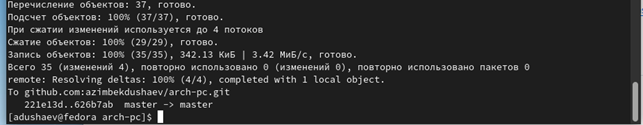 Перечисление объектов: 37, готово.
Подсчет объектов: 100% (37/37), готово.
При сжатии изменений используется до 4 потоков
Сжатие объектов: 100% (29/29), готово.
Запись объектов: 100% (35/35), 342.13 КиБ | 3.42 МиБ/с, готово.
Всего 35 (изменений 4), повторно использовано 0 (изменений 0), повторно использовано пакетов 0
remote: Resolving deltas: 100% (4/4), completed with 1 local object.
To github.com:azimbekdushaev/arch-pc.git
221e13d..626b7ab master -> master
[adushaev@fedora arch-pc]$